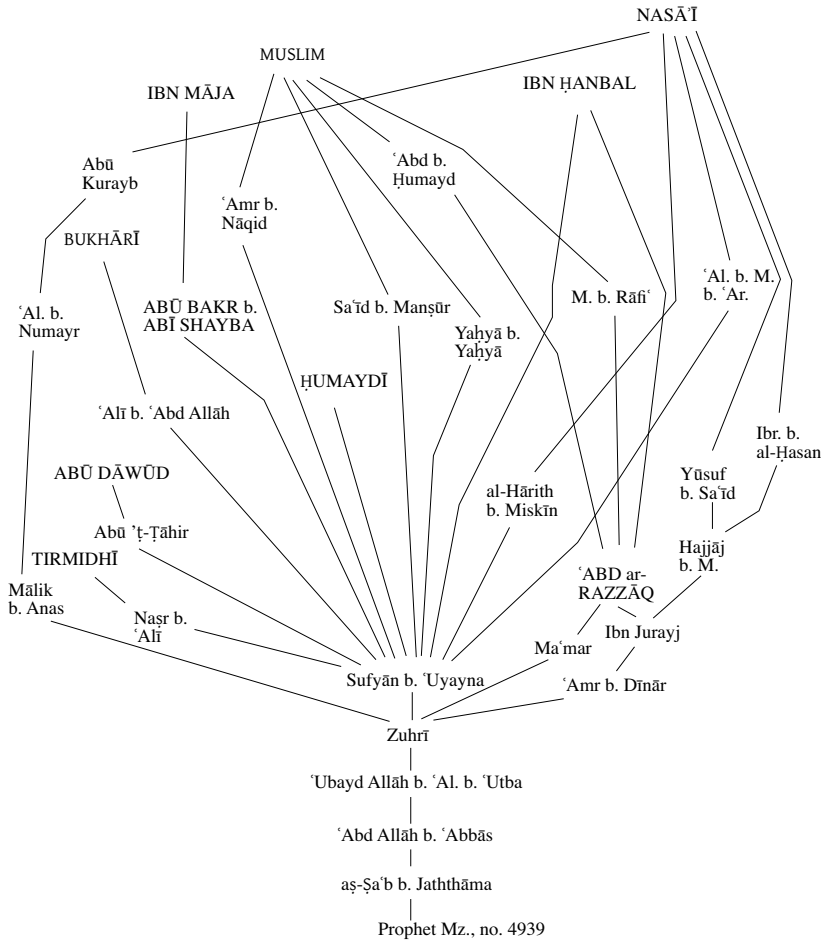 NASĀʾĪ
MUSLIM
IBN MĀJA
IBN ḤANBAL
Abū
Kurayb
ʿAbd b.
Ḥumayd
ʿAmr b.
Nāqid
BUKHĀRĪ
ʿAl. b.
Numayr
ABŪ BAKR b.
ABĪ SHAYBA
Saʿīd b. Manṣūr
M. b. Rāfiʿ
ʿAl. b. M.
b. ʿAr.
Yaḥyā b.
Yaḥyā
ḤUMAYDĪ
ʿAlī b. ʿAbd Allāh
Ibr. b.
al-Ḥasan
ABŪ DĀWŪD
al-Hārith
b. Miskīn
Yūsuf
b. Saʿīd
Abū ’ṭ-Ṭāhir
TIRMIDHĪ
Hajjāj
b. M.
Mālik
b. Anas
ʿABD ar-
RAZZĀQ
Naṣr b.
ʿAlī
Ibn Jurayj
Maʿmar
Sufyān b. ʿUyayna
ʿAmr b. Dīnār
Zuhrī
ʿUbayd Allāh b. ʿAl. b. ʿUtba
ʿAbd Allāh b. ʿAbbās
aṣ-Ṣaʿb b. Jaththāma
Prophet Mz., no. 4939